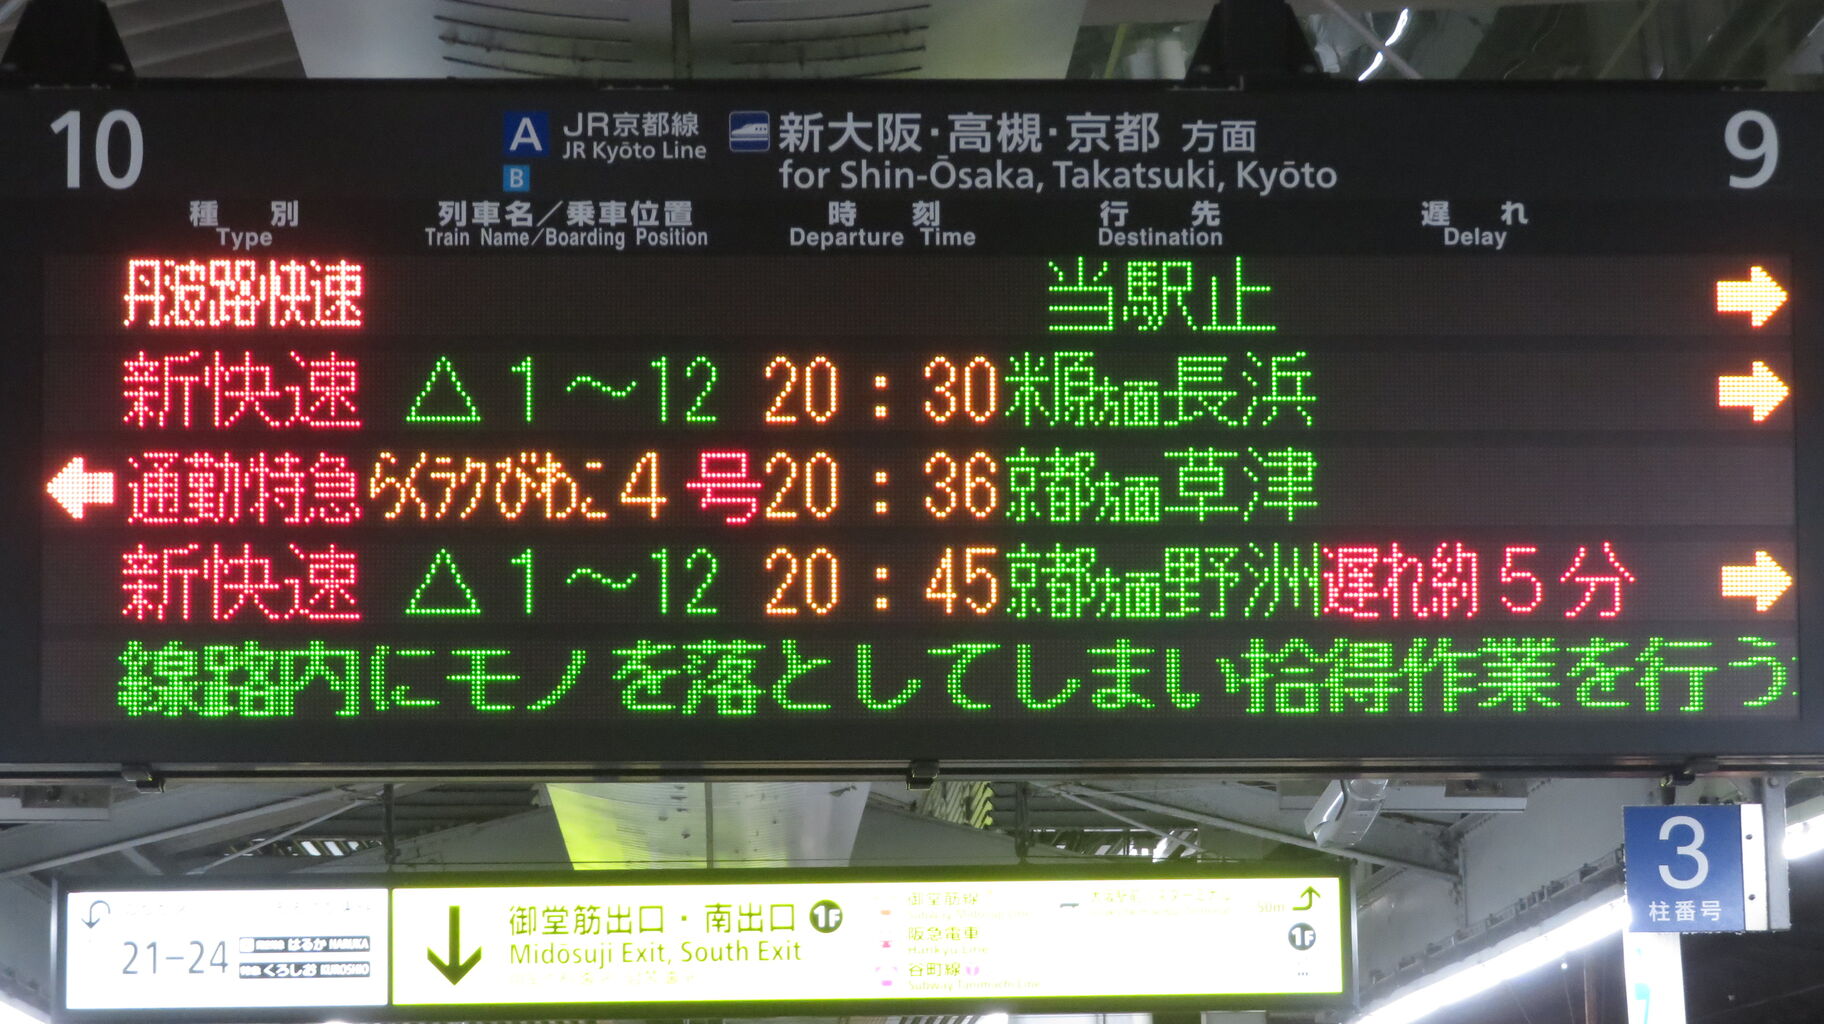 10
A JR京都線
JR Kyōto Line
B
新大阪・高槻・京都 方面
for Shin-Ōsaka, Takatsuki, Kyōto
9
種別 列車名／乗車位置 時刻 行先 遅れ
Type Train Name/Boarding Position Departure Time Destination Delay
丹波路快速 当駅止
新快速 △1～12 20:30 米原方面長浜
通勤特急 らくラクびわこ4号 20:36 京都方面草津
新快速 △1～12 20:45 京都方面野洲 遅れ約5分
線路内にモノを落としてしまい拾得作業を行う
3
柱番号
21-24
はるか HARUKA
くろしお KUROSHIO
御堂筋出口・南出口 1F
Midōsuji Exit, South Exit
御堂筋線
阪急電車
Hankyu Line
谷町線
50m
1F